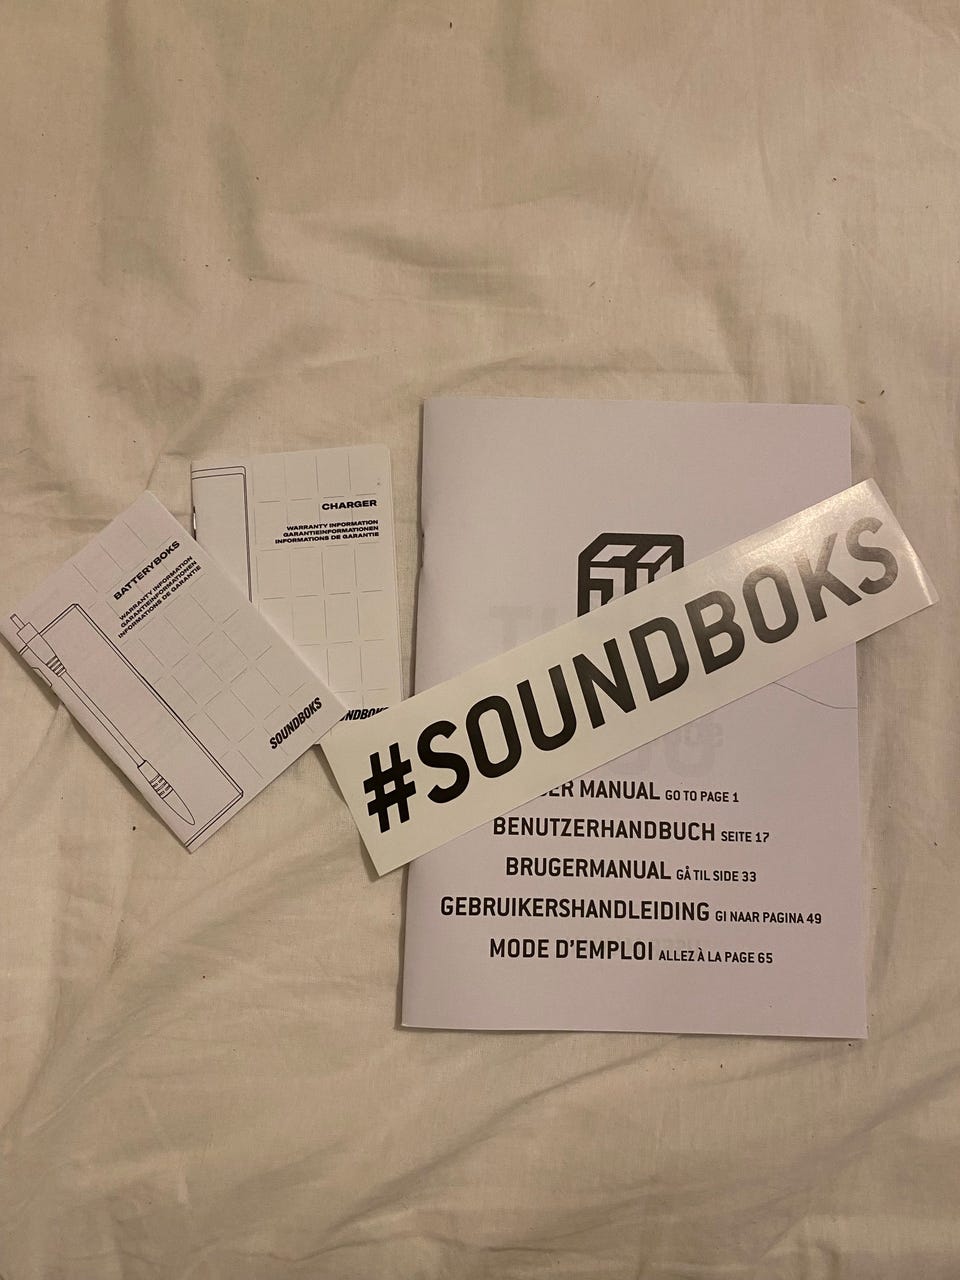 BATTERYBOKS
WARRANTY INFORMATION
GARANTIEINFORMATIONEN
INFORMATIONS DE GARANTIE
SOUNDBOKS
CHARGER
WARRANTY INFORMATION
GARANTIEINFORMATIONEN
INFORMATIONS DE GARANTIE
#SOUNDBOKS
MANUAL GO TO PAGE 1
BENUTZERHANDBUCH SEITE 17
BRUGERMANUAL GÅ TIL SIDE 33
GEBRUIKERSHANDLEIDING GI NAAR PAGINA 49
MODE D'EMPLOI ALLEZ À LA PAGE 65